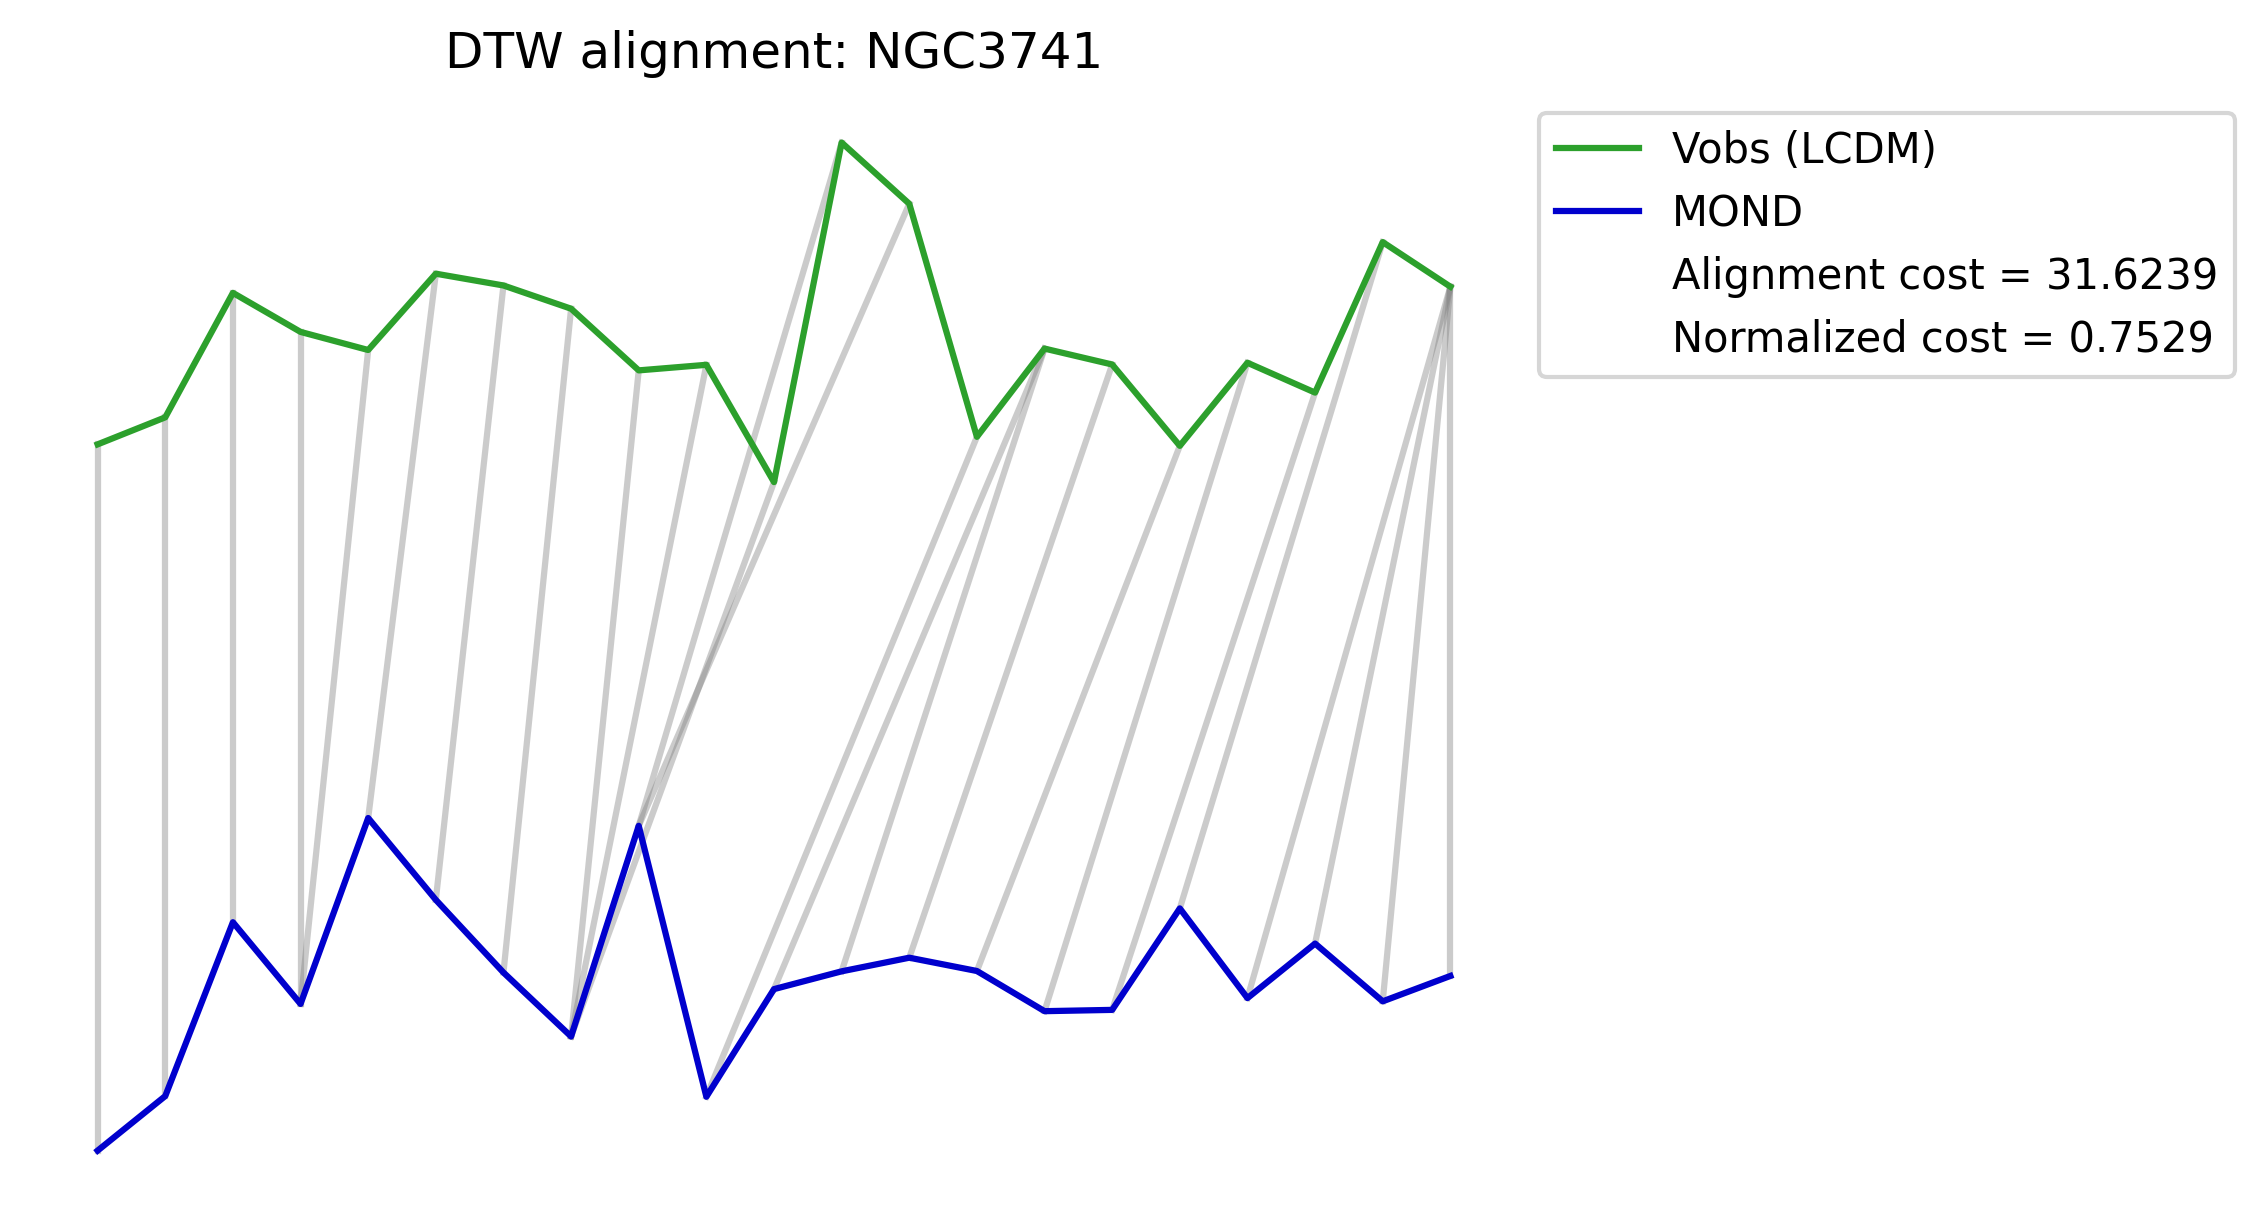 DTW alignment: NGC3741
Vobs (LCDM)
MOND
Alignment cost = 31.6239
Normalized cost = 0.7529